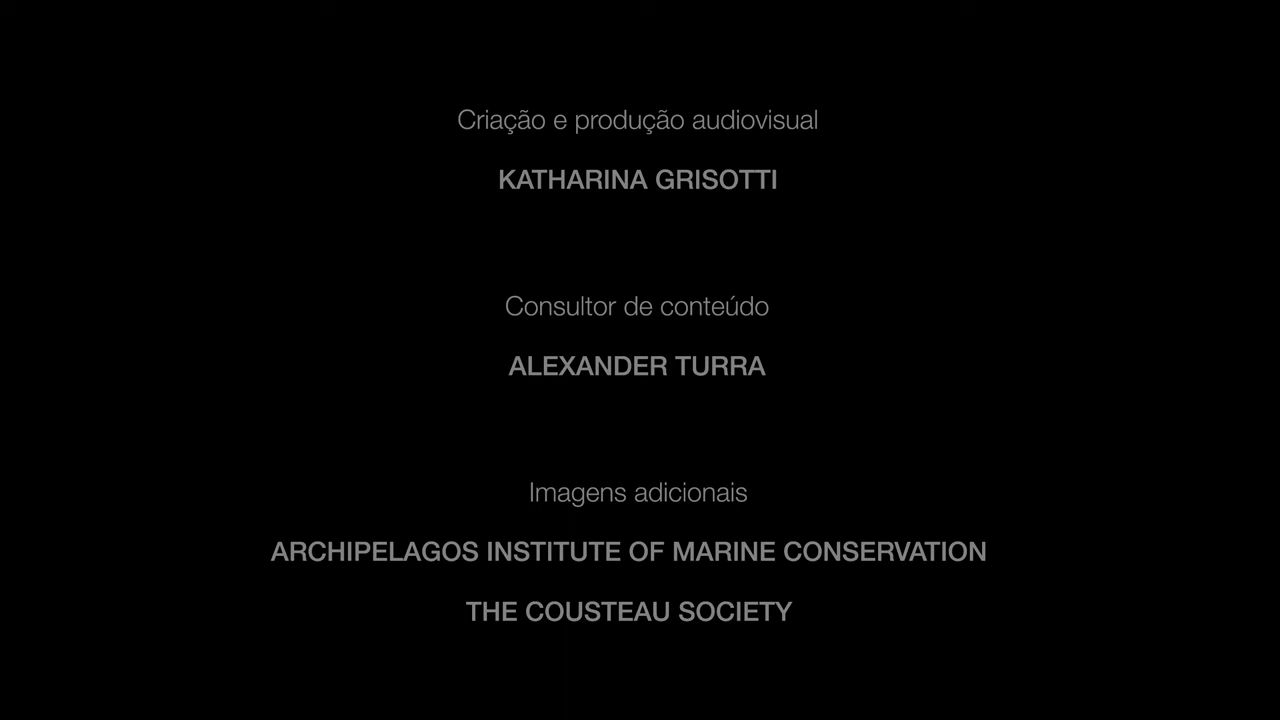 Criação e produção audiovisual
KATHARINA GRISOTTI
Consultor de conteúdo
ALEXANDER TURRA
Imagens adicionais
ARCHIPELAGOS INSTITUTE OF MARINE CONSERVATION
THE COUSTEAU SOCIETY